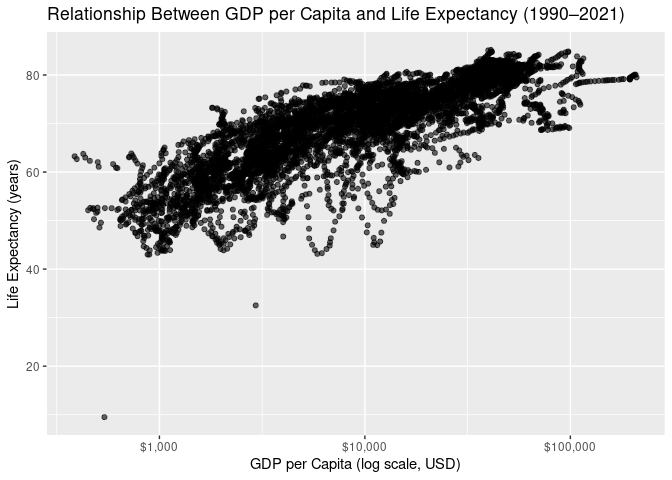 Relationship Between GDP per Capita and Life Expectancy (1990–2021)
80
60
40
20
Life Expectancy (years)
$1,000
$10,000
$100,000
GDP per Capita (log scale, USD)